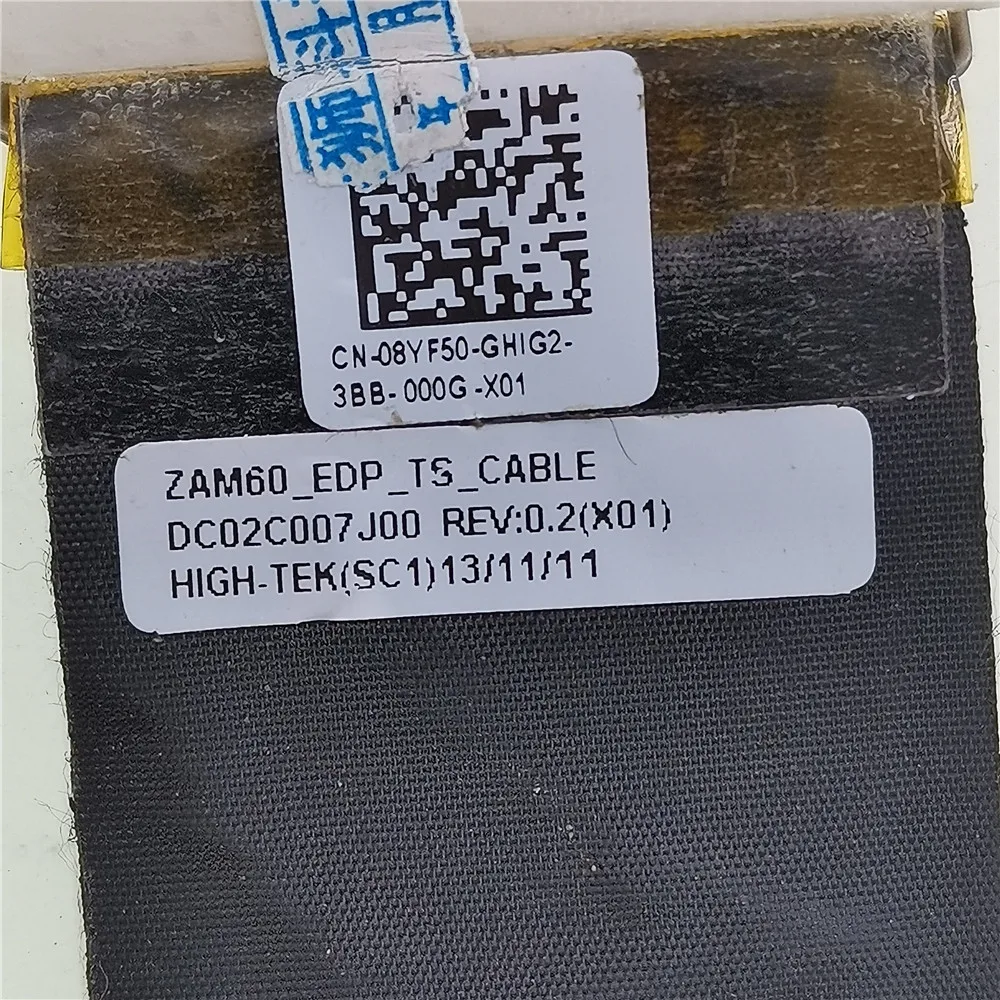 CN-08YF50-GHIG2-
3BB-000G-X01
ZAM60_EDP_TS_CABLE
DC02C007J00 REV:0.2(X01)
HIGH-TEK(SC1)13/11/11